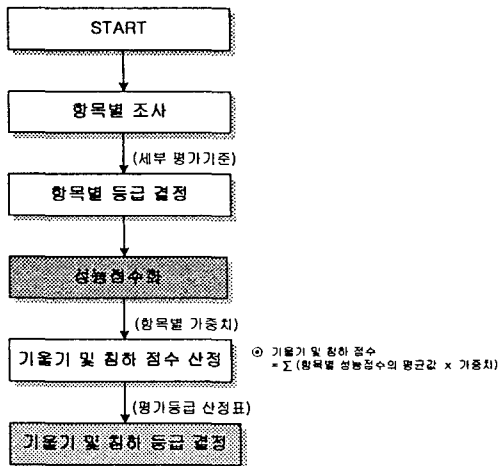 START
항목별 조사
(세부 평가기준)
항목별 등급 결정
성능점수화
(항목별 가중치)
기울기 및 침하 점수 산정
⊙ 기울기 및 침하 점수
= ∑ (항목별 성능점수의 평균값 x 가중치)
(평가등급 산정표)
기울기 및 침하 등급 결정